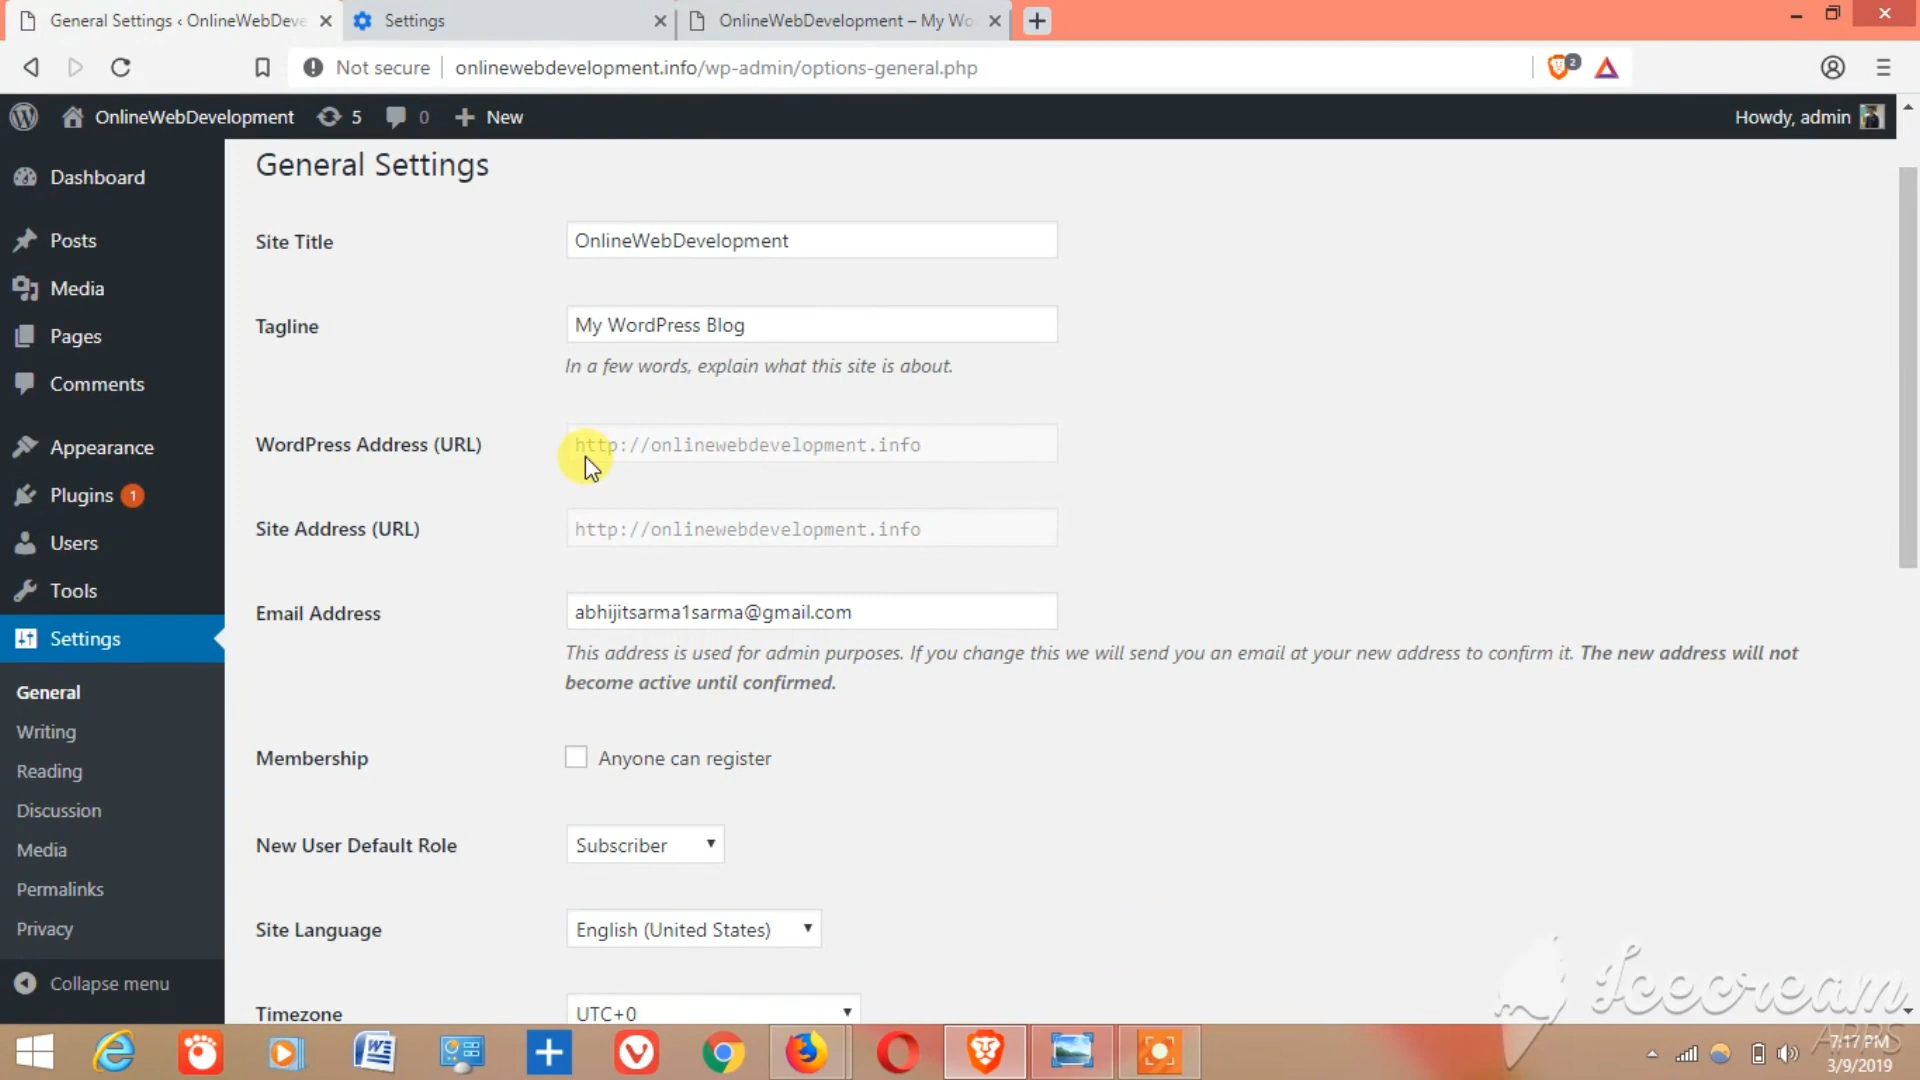 General Settings ‹ OnlineWebDeve
Settings
OnlineWebDevelopment – My Wo
Not secure
onlinewebdevelopment.info/wp-admin/options-general.php
2
OnlineWebDevelopment
5
0
New
Howdy, admin
Dashboard
Posts
Media
Pages
Comments
Appearance
Plugins 1
Users
Tools
Settings
General
Writing
Reading
Discussion
Media
Permalinks
Privacy
Collapse menu
General Settings
Site Title
OnlineWebDevelopment
Tagline
My WordPress Blog
In a few words, explain what this site is about.
WordPress Address (URL)
http://onlinewebdevelopment.info
Site Address (URL)
http://onlinewebdevelopment.info
Email Address
abhijitsarma1sarma@gmail.com
This address is used for admin purposes. If you change this we will send you an email at your new address to confirm it. The new address will not
become active until confirmed.
Membership
Anyone can register
New User Default Role
Subscriber
Site Language
English (United States)
Timezone
UTC+0
Icecream
APPS
7:17 PM
3/9/2019